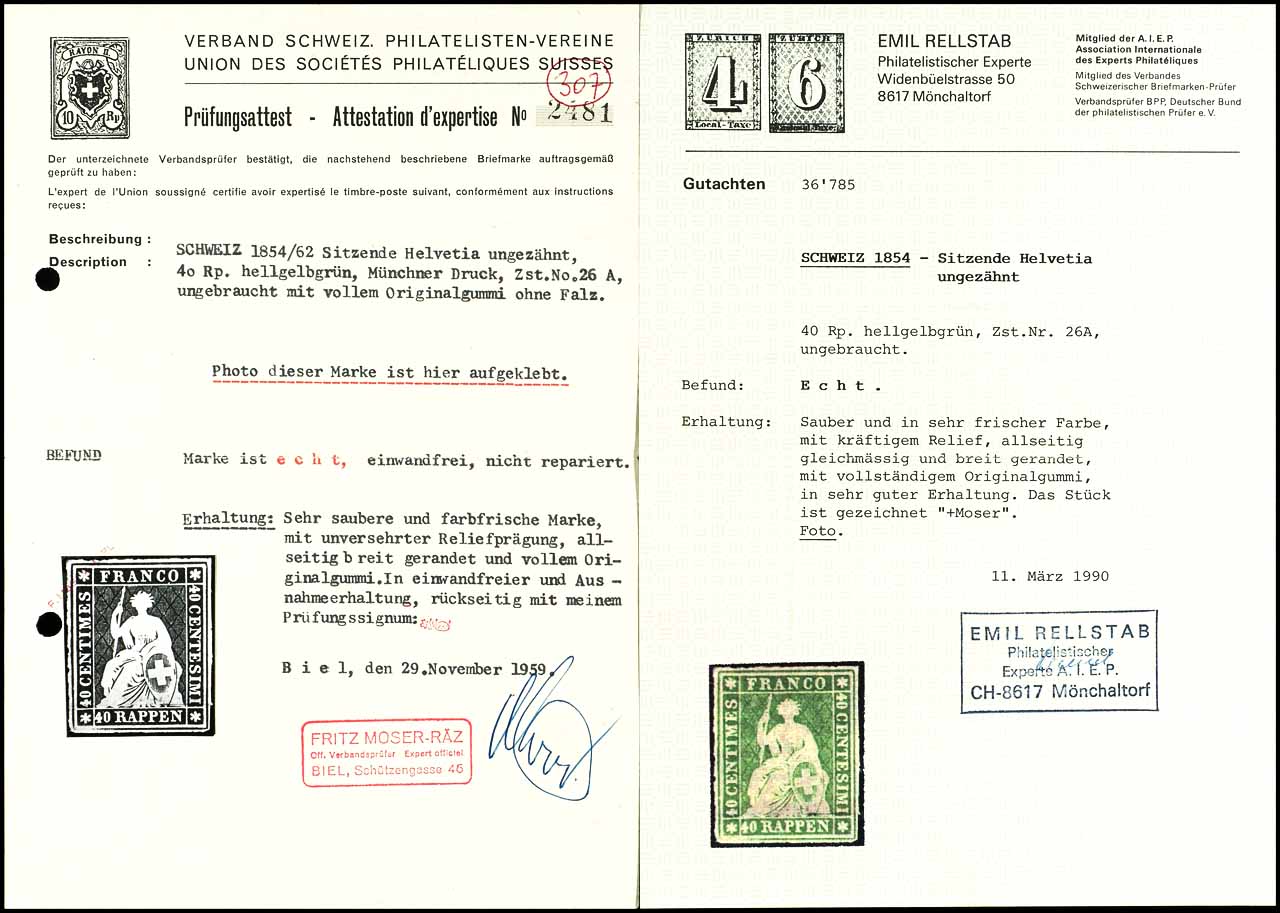 RAYON II
10 Rp
VERBAND SCHWEIZ. PHILATELISTEN-VEREINE
UNION DES SOCIÉTÉS PHILATÉLIQUES SUISSES
307
Prüfungsattest - Attestation d'expertise No 2481
Der unterzeichnete Verbandsprüfer bestätigt, die nachstehend beschriebene Briefmarke auftragsgemäß
geprüft zu haben:
L'expert de l'Union soussigné certifie avoir expertisé le timbre-poste suivant, conformément aux instructions
reçues:
Beschreibung :
Description :
SCHWEIZ 1854/62 Sitzende Helvetia ungezähnt,
4o Rp. hellgelbgrün, Münchner Druck, Zst.No.26 A,
ungebraucht mit vollem Originalgummi ohne Falz.
Photo dieser Marke ist hier aufgeklebt.
BEFUND
Marke ist e c h t, einwandfrei, nicht repariert.
Erhaltung: Sehr saubere und farbfrische Marke,
mit unversehrter Reliefprägung, all-
seitig b reit gerandet und vollem Ori-
ginalgummi.In einwandfreier und Aus -
nahmeerhaltung, rückseitig mit meinem
Prüfungssignum:
B i e l, den 29.November 1959.
FRANCO
40 CENTIMES
40 CENTESIMI
40 RAPPEN
FRITZ MOSER-RÄZ
Off. Verbandsprüfer Expert officiel
BIEL, Schützengasse 45
ZÜRICH
4
Local-Taxe
ZÜRICH
6
EMIL RELLSTAB
Philatelistischer Experte
Widenbüelstrasse 50
8617 Mönchaltorf
Mitglied der A.I.E.P.
Association Internationale
des Experts Philatéliques
Mitglied des Verbandes
Schweizerischer Briefmarken-Prüfer
Verbandsprüfer BPP, Deutscher Bund
der philatelistischen Prüfer e. V.
Gutachten 36'785
SCHWEIZ 1854 – Sitzende Helvetia
ungezähnt
40 Rp. hellgelbgrün, Zst.Nr. 26A,
ungebraucht.
Befund: E c h t .
Erhaltung: Sauber und in sehr frischer Farbe,
mit kräftigem Relief, allseitig
gleichmässig und breit gerandet,
mit vollständigem Originalgummi,
in sehr guter Erhaltung. Das Stück
ist gezeichnet "+Moser".
Foto.
11. März 1990
EMIL RELLSTAB
Philatelistischer
Experte A. I. E. P.
CH-8617 Mönchaltorf
FRANCO
40 CENTIMES
40 CENTESIMI
40 RAPPEN